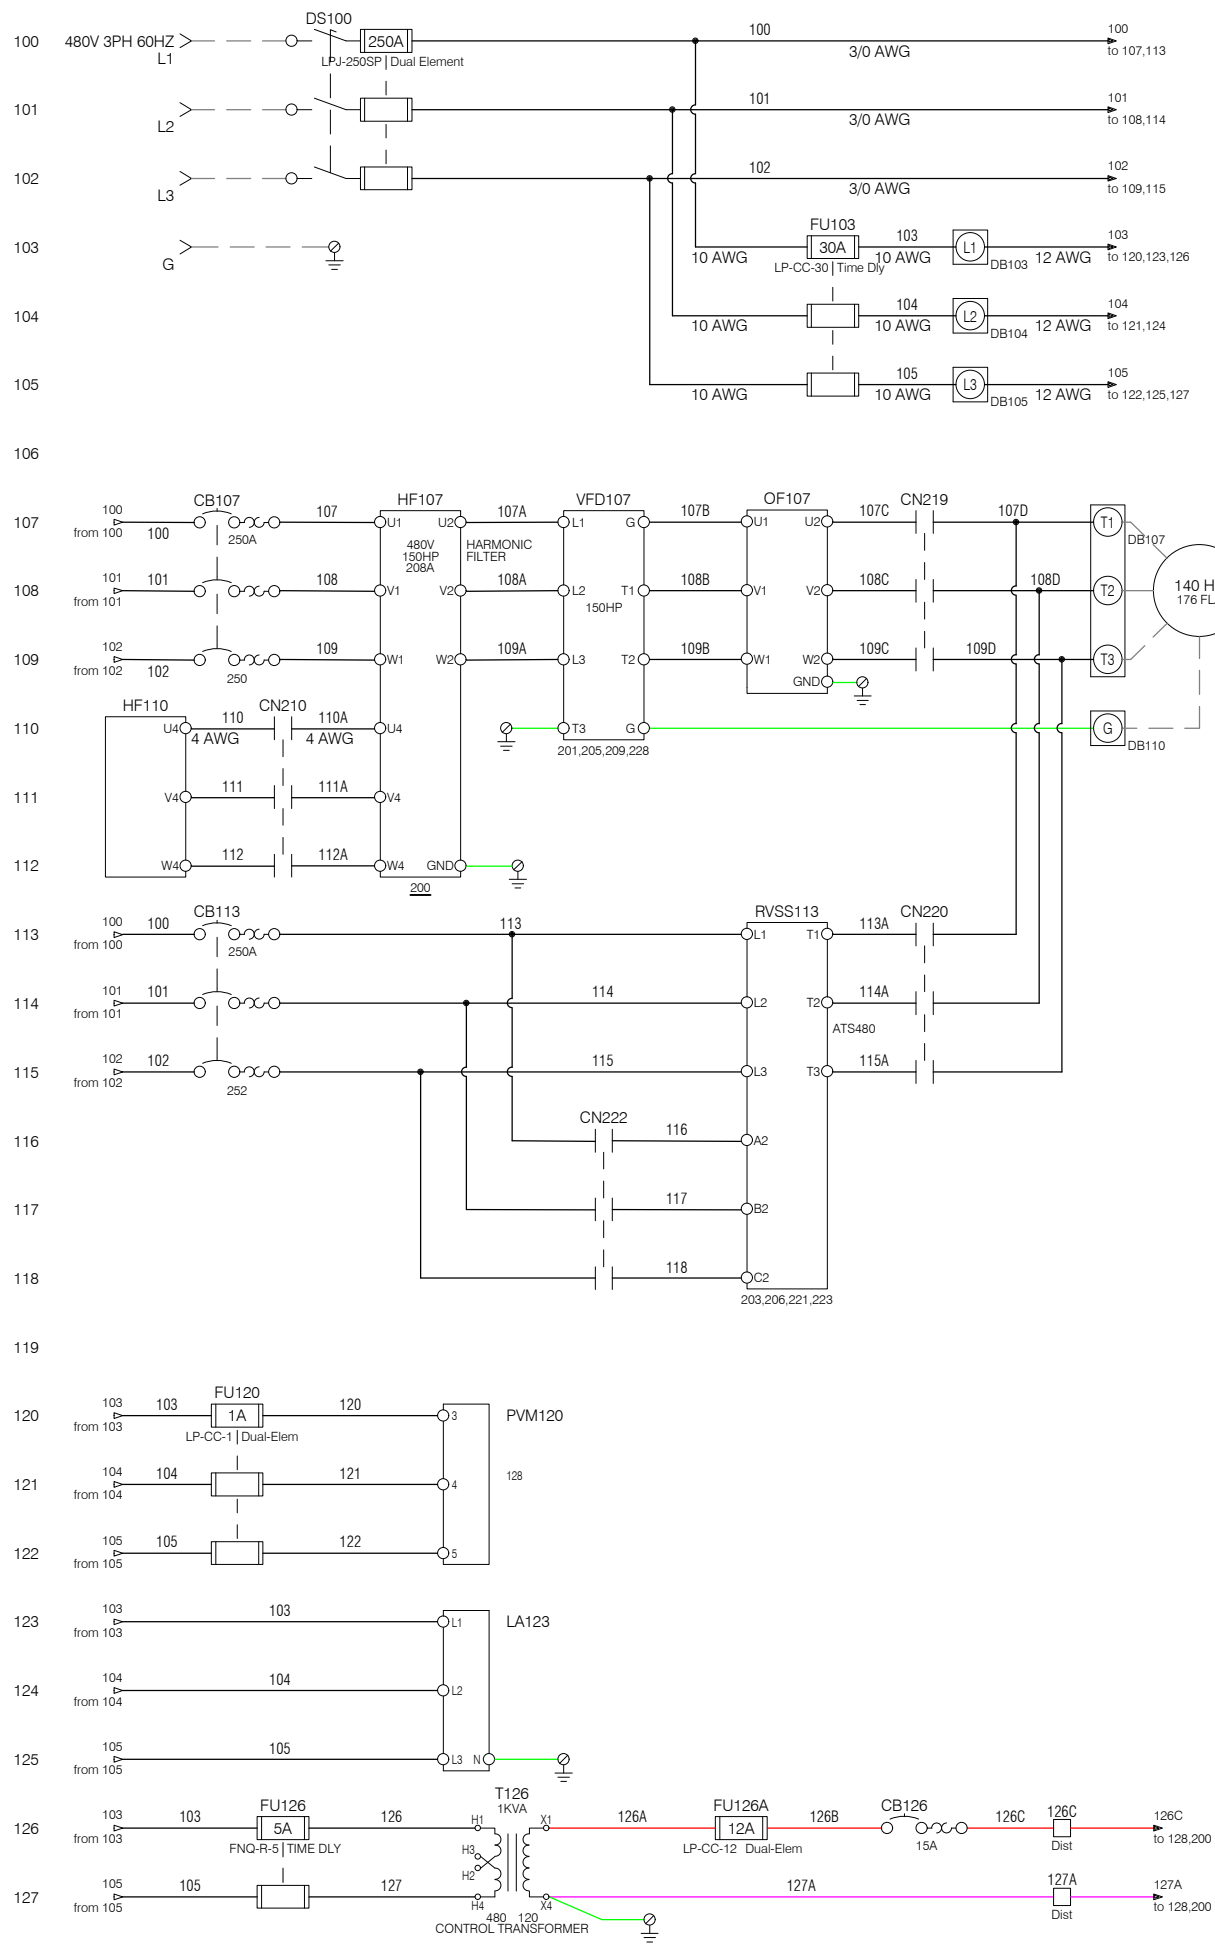 DS100
100 480V 3PH 60HZ L1 250A 100 3/0 AWG 100 to 107,113
LPJ-250SP Dual Element
101 L2 101 3/0 AWG 101 to 108,114
102 L3 102 3/0 AWG 102 to 109,115
FU103
103 G 10 AWG 30A 103 10 AWG L1 DB103 12 AWG 103 to 120,123,126
LP-CC-30 Time Dly
104 10 AWG 104 10 AWG L2 DB104 12 AWG 104 to 121,124
105 10 AWG 105 10 AWG L3 DB105 12 AWG 105 to 122,125,127
106
CB107 HF107 VFD107 OF107 CN219
107 100 from 100 100 250A 107 U1 U2 107A L1 G 107B U1 U2 107C 107D T1 DB107
480V
150HP
208A
HARMONIC
FILTER
108 101 from 101 101 108 V1 V2 108A L2 T1 108B V1 V2 108C 108D T2
150HP
140 H
176 FL
109 102 from 102 102 250 109 W1 W2 109A L3 T2 109B W1 W2 109C 109D T3
GND
HF110 CN210
110 U4 110 4 AWG 110A 4 AWG U4 T3 G G DB110
201,205,209,228
111 V4 111 111A V4
112 W4 112 112A W4 GND
200
CB113 RVSS113 CN220
113 100 from 100 100 250A 113 L1 T1 113A
114 101 from 101 101 114 L2 T2 114A
ATS480
115 102 from 102 102 252 115 L3 T3 115A
CN222
116 116 A2
117 117 B2
118 118 C2
203,206,221,223
119
FU120
120 103 from 103 103 1A 120 3 PVM120
LP-CC-1 Dual-Elem
121 104 from 104 104 121 4 128
122 105 from 105 105 122 5
123 103 from 103 103 L1 LA123
124 104 from 104 104 L2
125 105 from 105 105 L3 N
FU126 T126 1KVA FU126A CB126
126 103 from 103 103 5A 126 H1 X1 126A 12A 126B 15A 126C 126C Dist 126C to 128,200
FNQ-R-5 TIME DLY H3 LP-CC-12 Dual-Elem
H2
127 105 from 105 105 127 H4 X4 127A 127A Dist 127A to 128,200
480 120
CONTROL TRANSFORMER